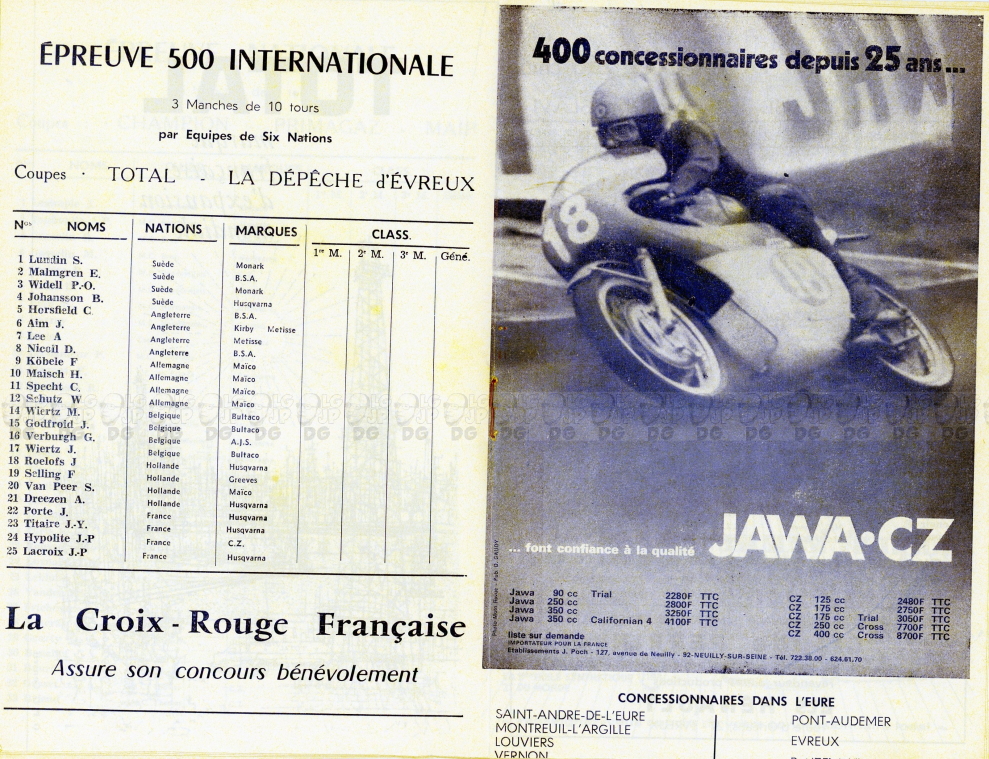 ÉPREUVE 500 INTERNATIONALE
3 Manches de 10 tours
par Equipes de Six Nations
Coupes · TOTAL - LA DÉPÊCHE d'ÉVREUX
Nos NOMS NATIONS MARQUES CLASS.
1re M. 2e M. 3e M. Géné.
1 Lundin S. Suède Monark
2 Malmgren E. Suède B.S.A.
3 Widell P.-O. Suède Monark
4 Johansson B. Suède Husqvarna
5 Horsfield C. Angleterre B.S.A.
6 Aim J. Angleterre Kirby Metisse
7 Lee A Angleterre Metisse
8 Nicoll D. Angleterre B.S.A.
9 Köbele F Allemagne Maïco
10 Maisch H. Allemagne Maïco
11 Specht C. Allemagne Maïco
12 Schutz W Allemagne Maïco
14 Wiertz M. Belgique Bultaco
15 Godfroid J. Belgique Bultaco
16 Verburgh G. Belgique A.J.S.
17 Wiertz J. Belgique Bultaco
18 Roelofs J Hollande Husqvarna
19 Selling F Hollande Greeves
20 Van Peer S. Hollande Maïco
21 Dreezen A. Hollande Husqvarna
22 Porte J. France Husqvarna
23 Titaire J.-Y. France Husqvarna
24 Hypolite J.-P France C.Z.
25 Lacroix J.-P France Husqvarna
La Croix-Rouge Française
Assure son concours bénévolement
400 concessionnaires depuis 25 ans...
18
... font confiance à la qualité JAWA·CZ
Jawa 90 cc Trial 2280F TTC
Jawa 250 cc 2800F TTC
Jawa 350 cc 3250F TTC
Jawa 350 cc Californian 4 4100F TTC
CZ 125 cc 2480F TTC
CZ 175 cc 2750F TTC
CZ 175 cc Trial 3050F TTC
CZ 250 cc Cross 7700F TTC
CZ 400 cc Cross 8700F TTC
liste sur demande
IMPORTATEUR POUR LA FRANCE
Etablissements J. Poch - 127, avenue de Neuilly - 92-NEUILLY-SUR-SEINE - Tél. 722.38.00 - 624.61.70
CONCESSIONNAIRES DANS L'EURE
SAINT-ANDRE-DE-L'EURE
MONTREUIL-L'ARGILLE
LOUVIERS
VERNON
PONT-AUDEMER
EVREUX